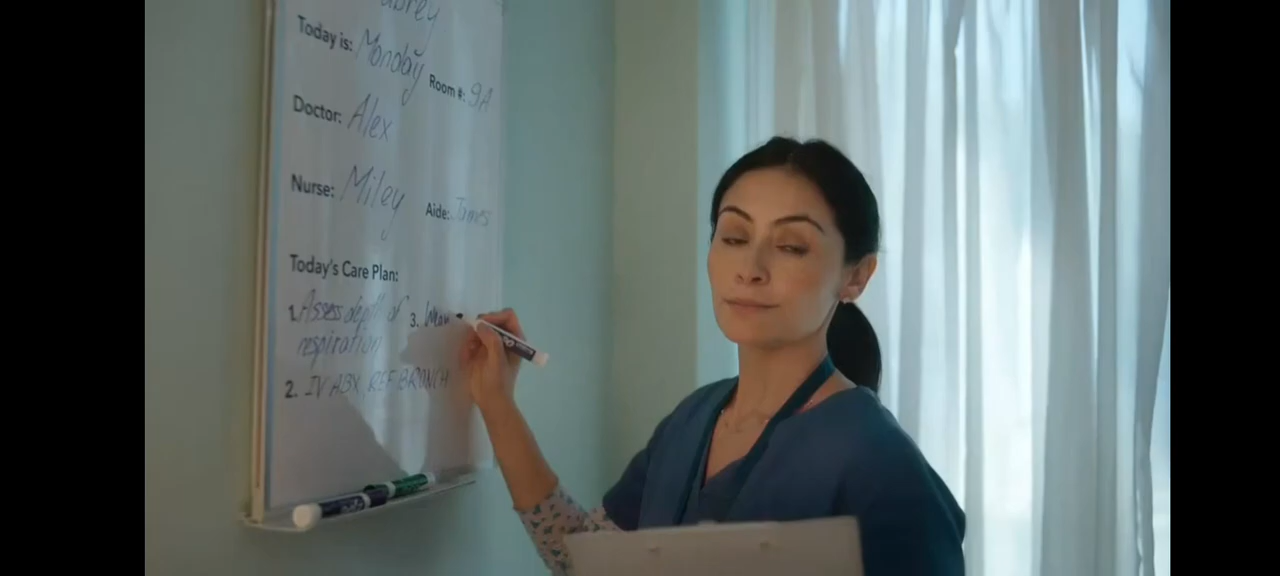 Today is: Monday
Room #: 9A
Doctor: Alex
Nurse: Miley
Aide: James
Today's Care Plan:
1. Assess depth of
respiration
3.
2. IV ABX, REF BRONCH